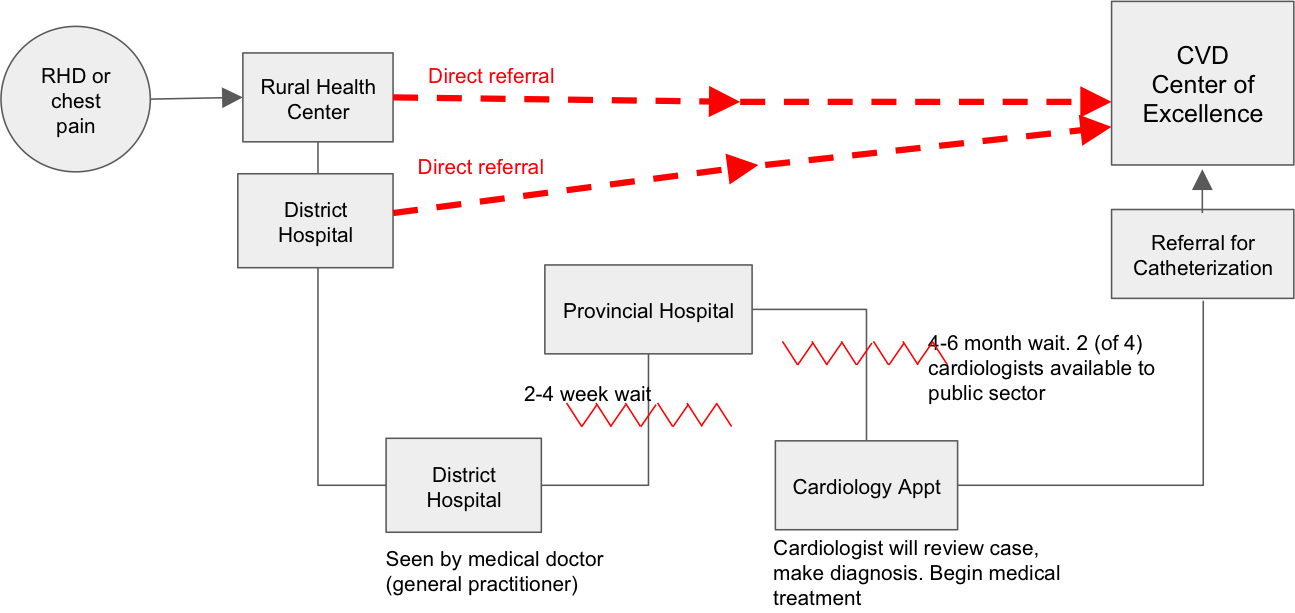 RHD or
chest
pain
Rural Health
Center
Direct referral
CVD
Center of
Excellence
Direct referral
District
Hospital
Referral for
Catheterization
Provincial Hospital
4-6 month wait. 2 (of 4)
cardiologists available to
public sector
2-4 week wait
District
Hospital
Cardiology Appt
Seen by medical doctor
(general practitioner)
Cardiologist will review case,
make diagnosis. Begin medical
treatment